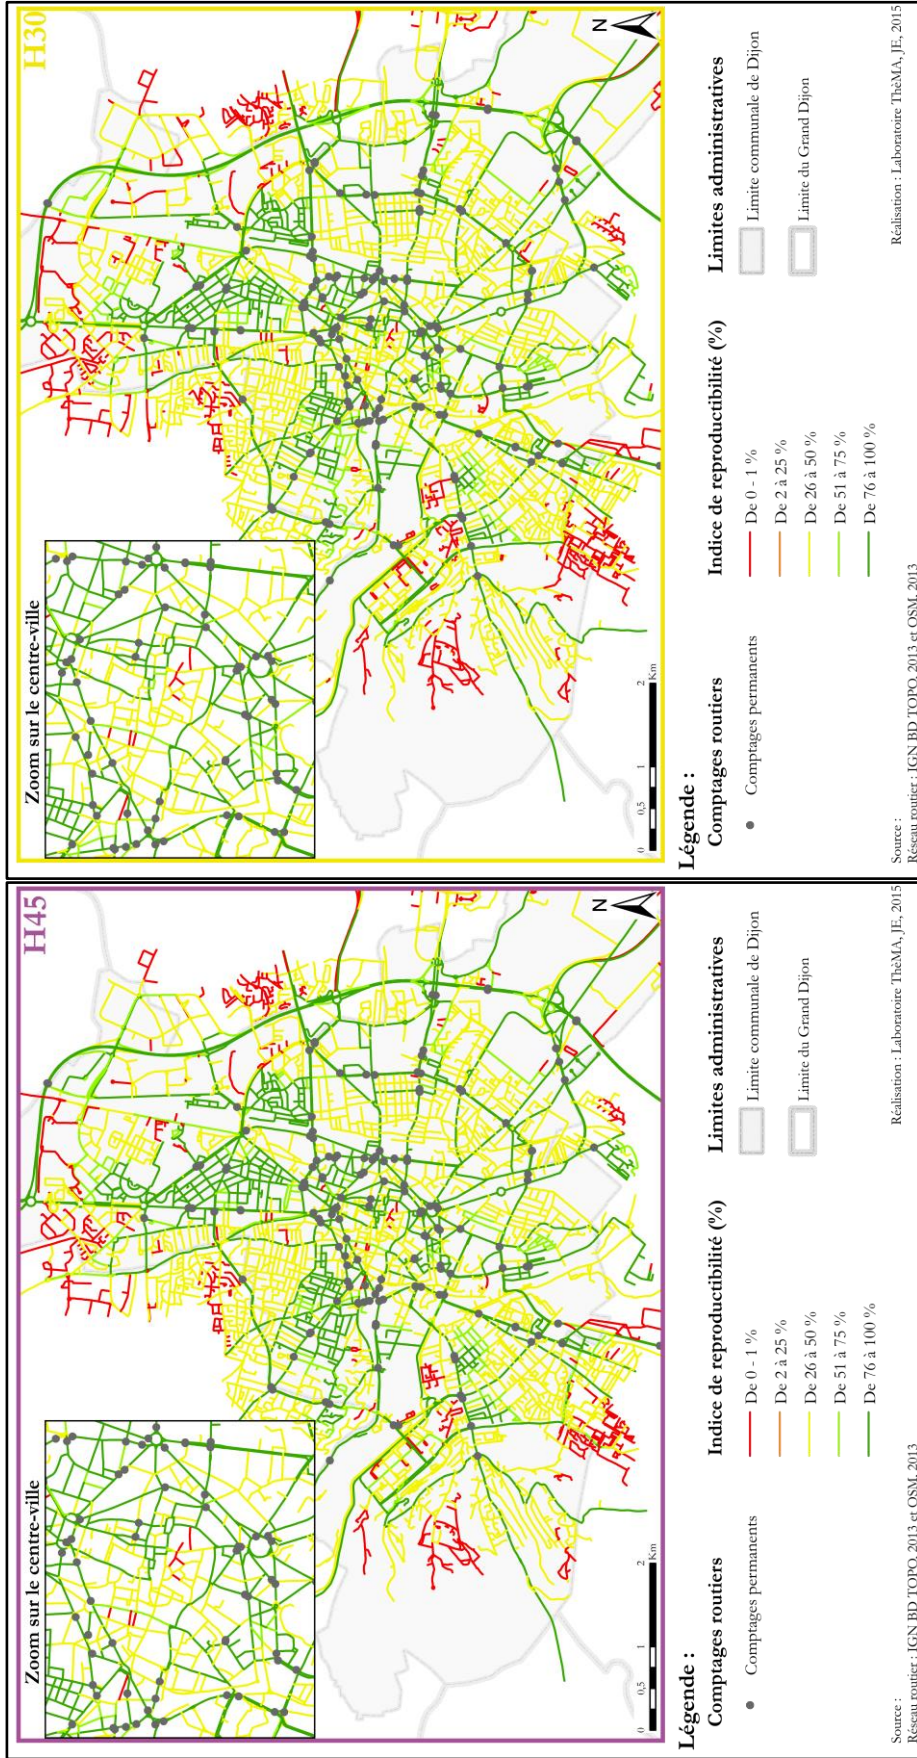 H45
Zoom sur le centre-ville
N
0 0,5 1 2
Km
Légende :
Comptages routiers
Comptages permanents
Indice de reproductibilité (%)
De 0 - 1 %
De 2 à 25 %
De 26 à 50 %
De 51 à 75 %
De 76 à 100 %
Limites administratives
Limite communale de Dijon
Limite du Grand Dijon
Source :
Réseau routier : IGN BD TOPO, 2013 et OSM, 2013
Réalisation : Laboratoire ThéMA, JE, 2015
H30
Zoom sur le centre-ville
N
0 0,5 1 2
Km
Légende :
Comptages routiers
Comptages permanents
Indice de reproductibilité (%)
De 0 - 1 %
De 2 à 25 %
De 26 à 50 %
De 51 à 75 %
De 76 à 100 %
Limites administratives
Limite communale de Dijon
Limite du Grand Dijon
Source :
Réseau routier : IGN BD TOPO, 2013 et OSM, 2013
Réalisation : Laboratoire ThéMA, JE, 2015